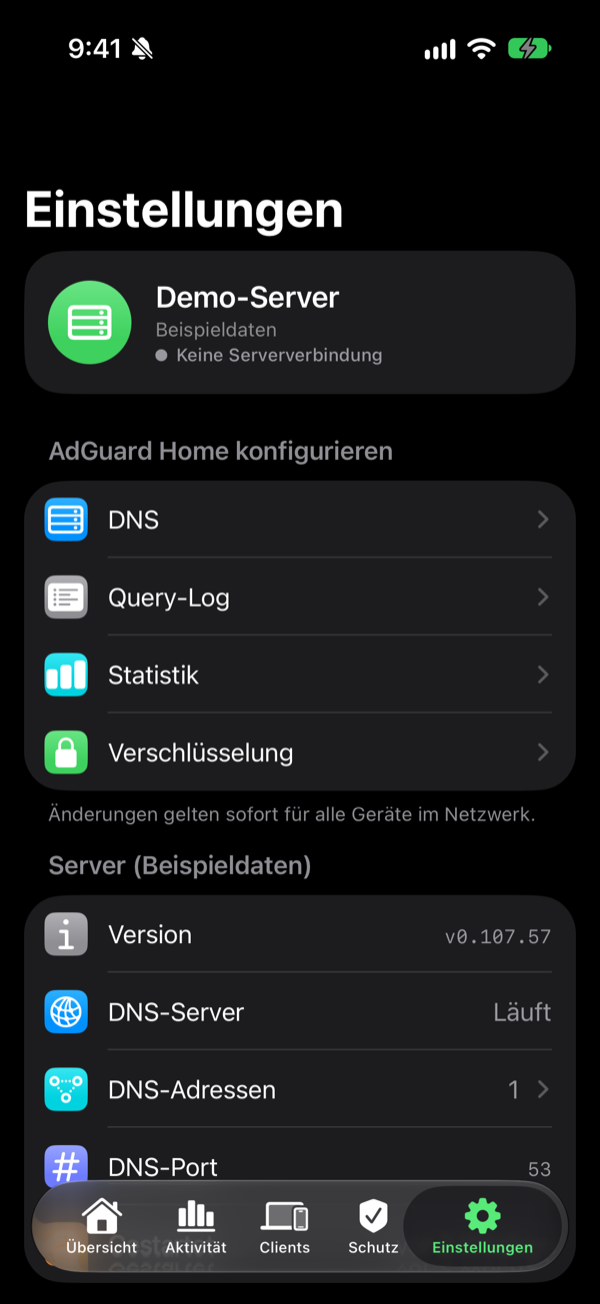 9:41
Einstellungen
Demo-Server
Beispieldaten
Keine Serververbindung
AdGuard Home konfigurieren
DNS
Query-Log
Statistik
Verschlüsselung
Änderungen gelten sofort für alle Geräte im Netzwerk.
Server (Beispieldaten)
Version v0.107.57
DNS-Server Läuft
DNS-Adressen 1
DNS-Port 53
Übersicht Aktivität Clients Schutz Einstellungen